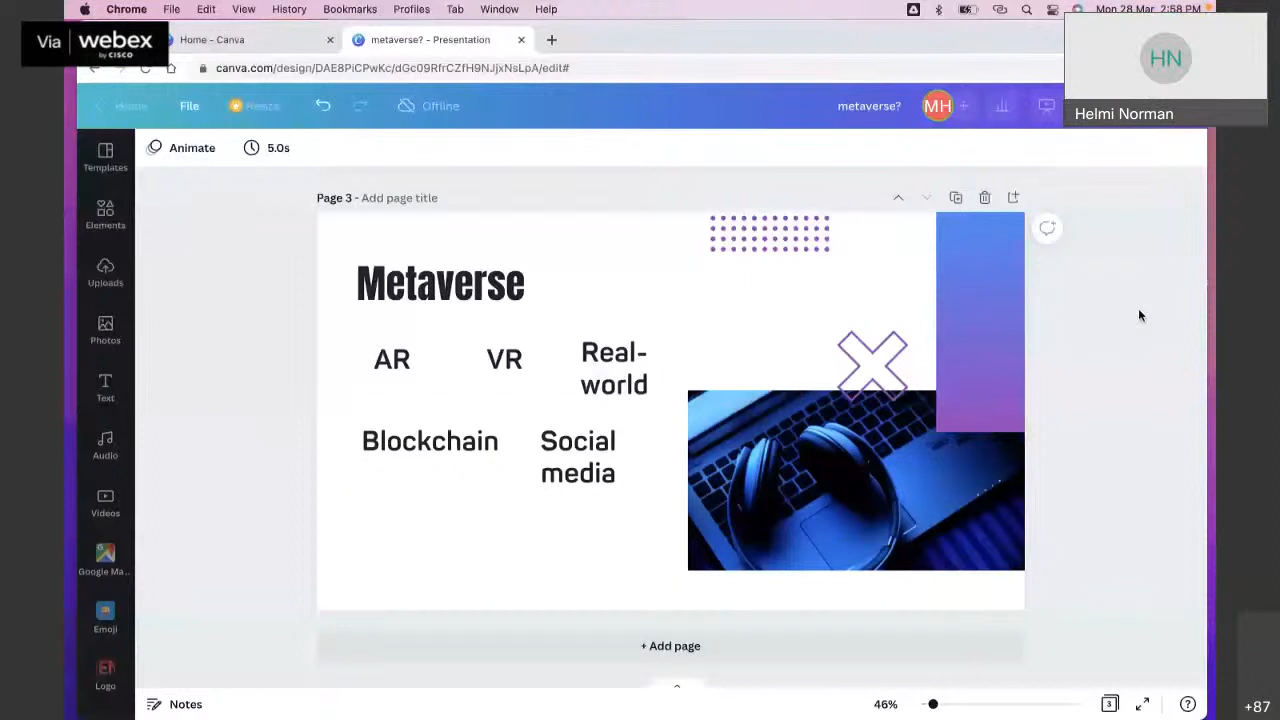 Chrome File Edit View History Bookmarks Profiles Tab Window Help Mon 28 Mar 2:58 PM
Via webex by CISCO
Home - Canva
metaverse? - Presentation
canva.com/design/DAE8PiCPwKc/dGc09RfrCZfH9NJjxNsLpA/edit#
HN
Helmi Norman
Home File Resize Offline metaverse? MH +
Animate 5.0s
Templates
Elements
Uploads
Photos
Text
Audio
Videos
Google Ma...
Emoji
Logo
Page 3 - Add page title
Metaverse
AR VR Real-
world
Blockchain Social
media
+ Add page
Notes 46% 3 ?
+87